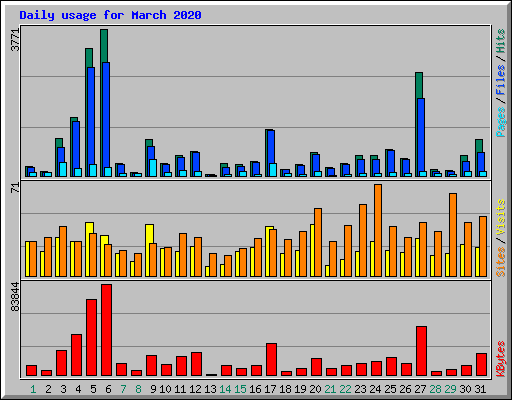 Daily usage for March 2020
3771
Pages / Files / Hits
71
Sites / Visits
83844
KBytes
1 2 3 4 5 6 7 8 9 10 11 12 13 14 15 16 17 18 19 20 21 22 23 24 25 26 27 28 29 30 31